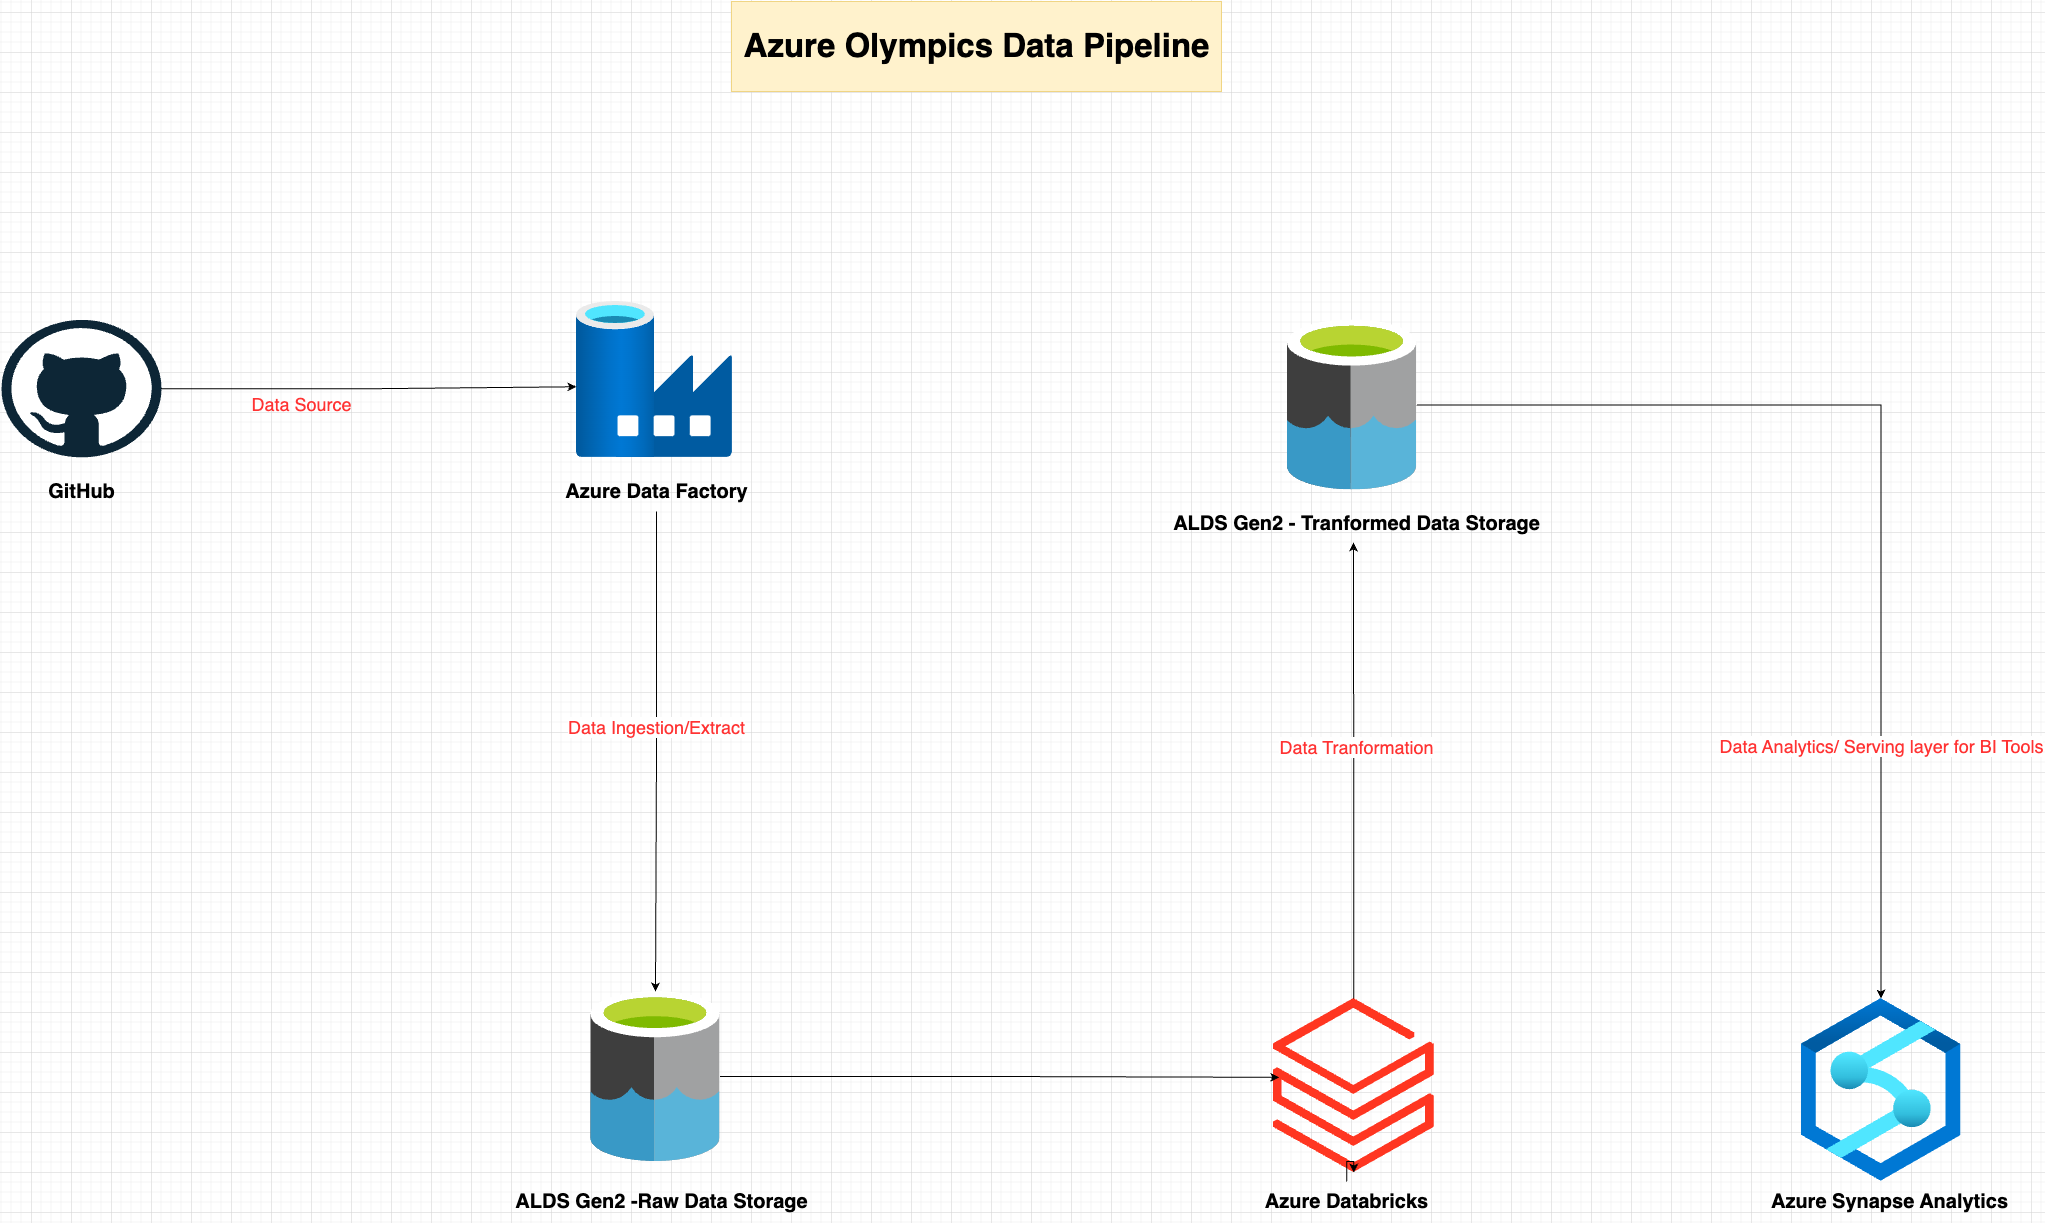 Azure Olympics Data Pipeline
Data Source
GitHub
Azure Data Factory
ALDS Gen2 - Tranformed Data Storage
Data Ingestion/Extract
Data Tranformation
Data Analytics/ Serving layer for BI Tools
ALDS Gen2 -Raw Data Storage
Azure Databricks
Azure Synapse Analytics